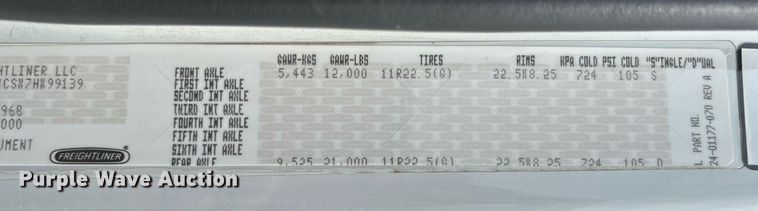 GAWR-KGS GAWR-LBS TIRES RIMS KPA COLD PSI COLD "S"INGLE/"D"UAL
HTLINER LLC FRONT AXLE 5,443 12,000 11R22.5(G) 22.5X8.25 724 105 S
FIRST INT AXLE
SECOND INT AXLE
968 THIRD INT AXLE
000 FOURTH INT AXLE
FIFTH INT AXLE
UMENT SIXTH INT AXLE
REAR AXLE 9,525 21,000 11R22.5(G) 22.5X8.25 724 105 D
FREIGHTLINER
L PART NO.
24-01177-070 REV A
Purple Wave Auction